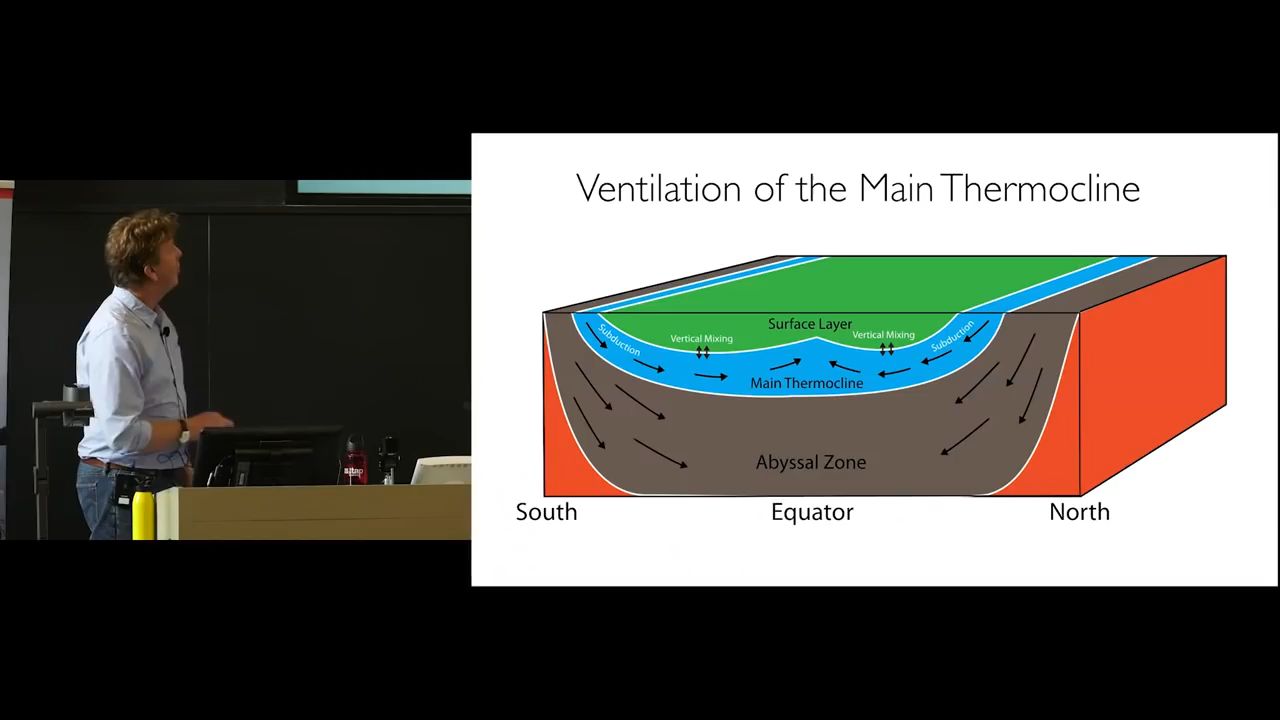 Ventilation of the Main Thermocline
Surface Layer
Subduction
Vertical Mixing
Vertical Mixing
Subduction
Main Thermocline
Abyssal Zone
South
Equator
North